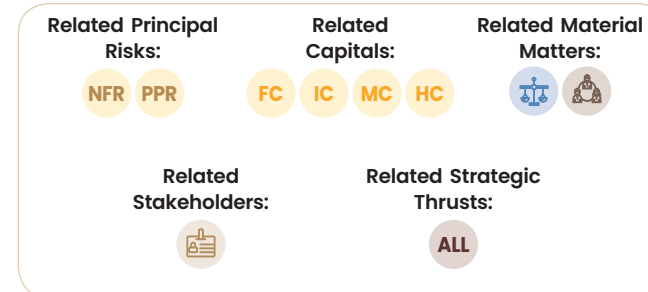 Related Principal
Risks:
NFR PPR
Related
Capitals:
FC IC MC HC
Related Material
Matters:
Related
Stakeholders:
Related Strategic
Thrusts:
ALL